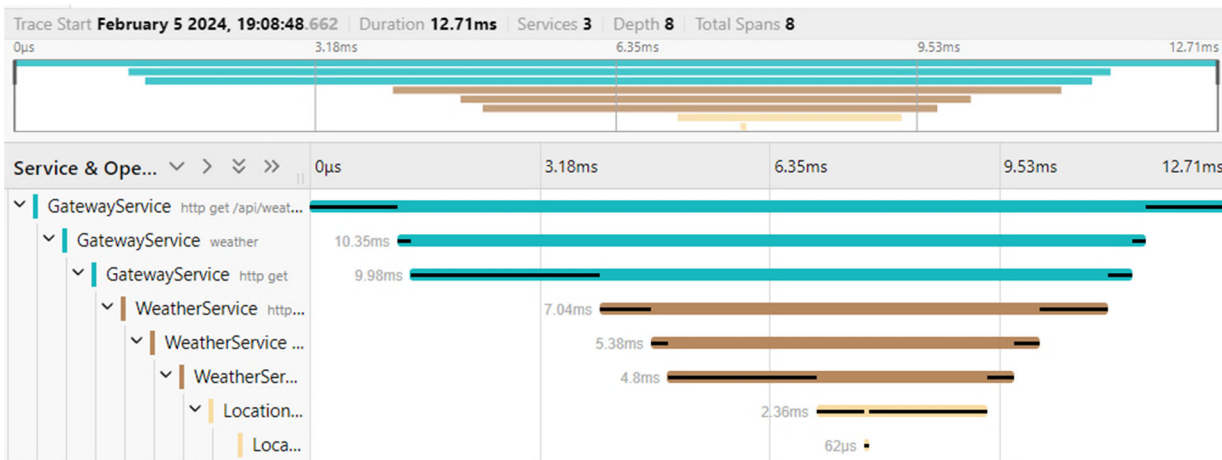 Trace Start February 5 2024, 19:08:48.662 Duration 12.71ms Services 3 Depth 8 Total Spans 8
0µs 3.18ms 6.35ms 9.53ms 12.71ms
Service & Ope... 0µs 3.18ms 6.35ms 9.53ms 12.71ms
GatewayService http get /api/weat...
GatewayService weather 10.35ms
GatewayService http get 9.98ms
WeatherService http... 7.04ms
WeatherService ... 5.38ms
WeatherSer... 4.8ms
Location... 2.36ms
Loca... 62µs